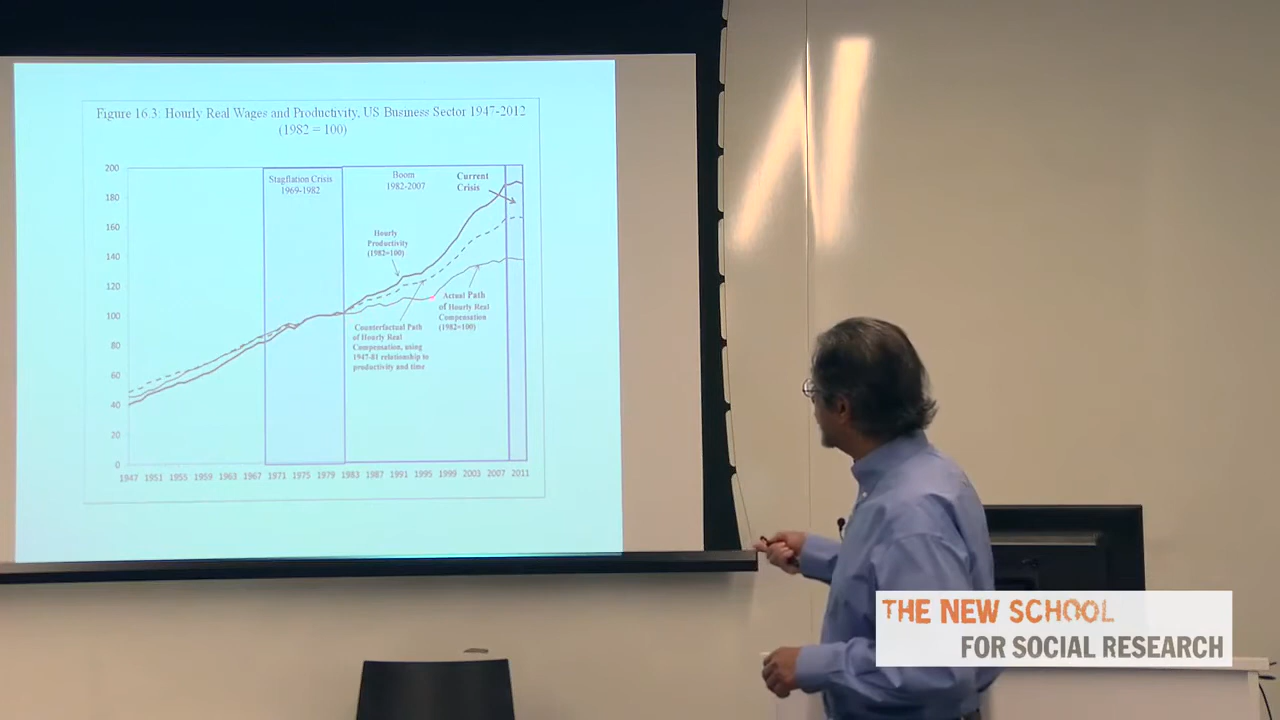 Figure 16.3: Hourly Real Wages and Productivity, US Business Sector 1947-2012
(1982 = 100)
200
180
160
140
120
100
80
60
40
20
0
Stagflation Crisis
1969-1982
Boom
1982-2007
Current
Crisis
Hourly
Productivity
(1982=100)
Actual Path
of Hourly Real
Compensation
(1982=100)
Counterfactual Path
of Hourly Real
Compensation, using
1947-81 relationship to
productivity and time
1947 1951 1955 1959 1963 1967 1971 1975 1979 1983 1987 1991 1995 1999 2003 2007 2011
THE NEW SCHOOL
FOR SOCIAL RESEARCH